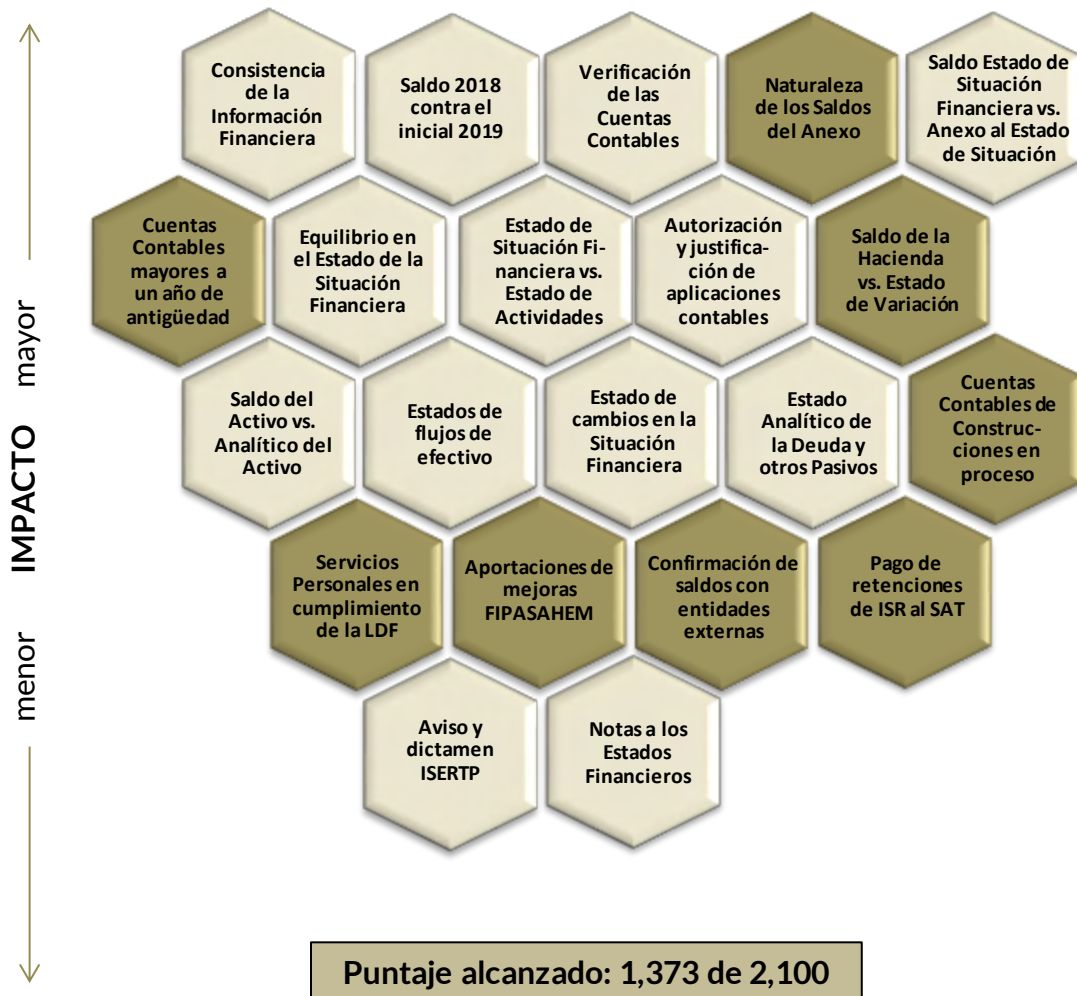 Consistencia
de la
Información
Financiera
Saldo 2018
contra el
inicial 2019
Verificación
de las
Cuentas
Contables
Naturaleza
de los Saldos
del Anexo
Saldo Estado de
Situación
Financiera vs.
Anexo al Estado
de Situación
Cuentas
Contables
mayores a
un año de
antigüedad
Equilibrio en
el Estado de la
Situación
Financiera
Estado de
Situación Fi-
nanciera vs.
Estado de
Actividades
Autorización
y justifica-
ción de
aplicaciones
contables
Saldo de la
Hacienda
vs. Estado
de Variación
Saldo del
Activo vs.
Analítico del
Activo
Estados de
flujos de
efectivo
Estado de
cambios en la
Situación
Financiera
Estado
Analítico de
la Deuda y
otros Pasivos
Cuentas
Contables de
Construc-
ciones en
proceso
Servicios
Personales en
cumplimiento
de la LDF
Aportaciones de
mejoras
FIPASAHEM
Confirmación de
saldos con
entidades
externas
Pago de
retenciones
de ISR al SAT
Aviso y
dictamen
ISERTP
Notas a los
Estados
Financieros
menor IMPACTO mayor
Puntaje alcanzado: 1,373 de 2,100